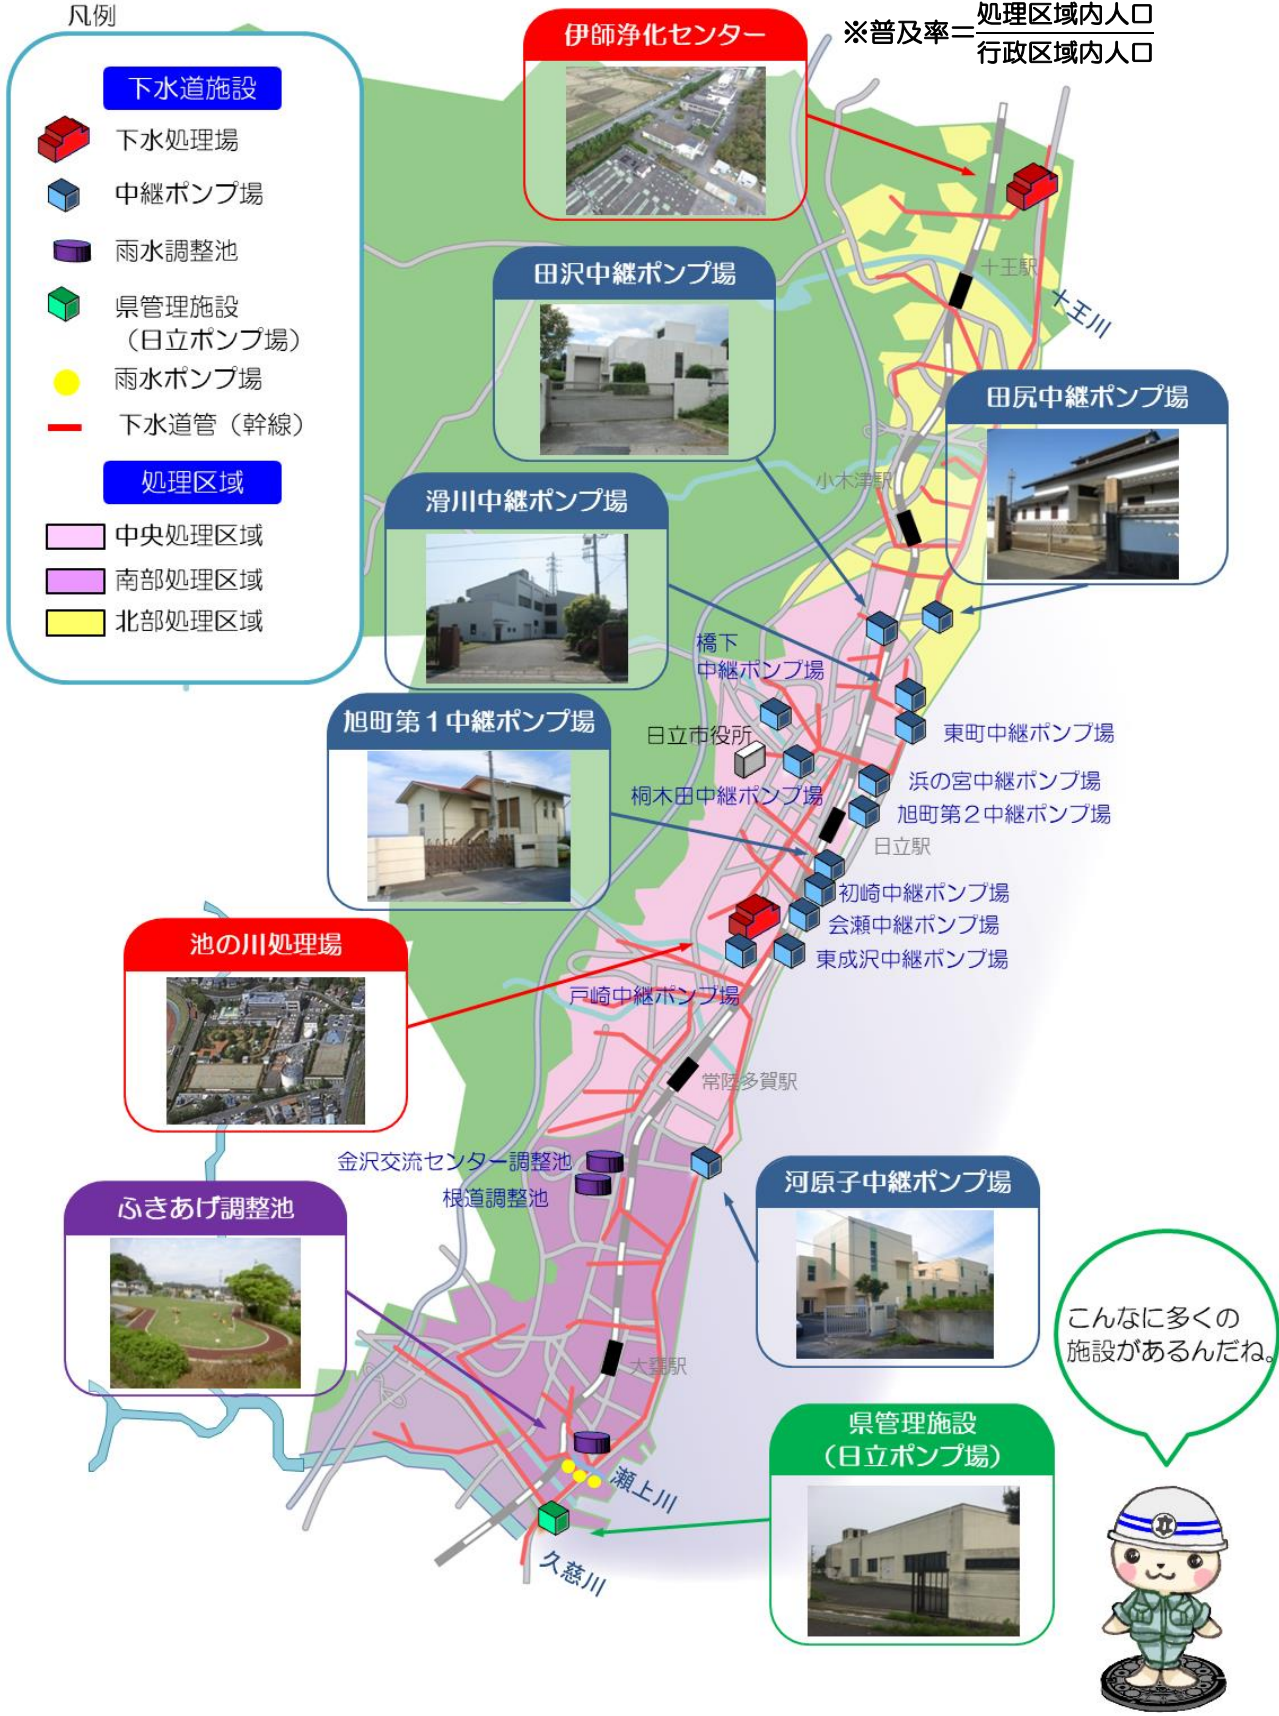 凡例
下水道施設
下水処理場
中継ポンプ場
雨水調整池
県管理施設
（日立ポンプ場）
雨水ポンプ場
下水道管（幹線）
処理区域
中央処理区域
南部処理区域
北部処理区域
伊師浄化センター
※普及率＝処理区域内人口
行政区域内人口
田沢中継ポンプ場
十王駅
十王川
田尻中継ポンプ場
小木津駅
滑川中継ポンプ場
橋下
中継ポンプ場
旭町第１中継ポンプ場
日立市役所
東町中継ポンプ場
桐木田中継ポンプ場
浜の宮中継ポンプ場
旭町第２中継ポンプ場
日立駅
初崎中継ポンプ場
会瀬中継ポンプ場
東成沢中継ポンプ場
池の川処理場
戸崎中継ポンプ場
常陸多賀駅
金沢交流センター調整池
根道調整池
河原子中継ポンプ場
ふきあげ調整池
大甕駅
こんなに多くの
施設があるんだね。
県管理施設
（日立ポンプ場）
瀬上川
久慈川